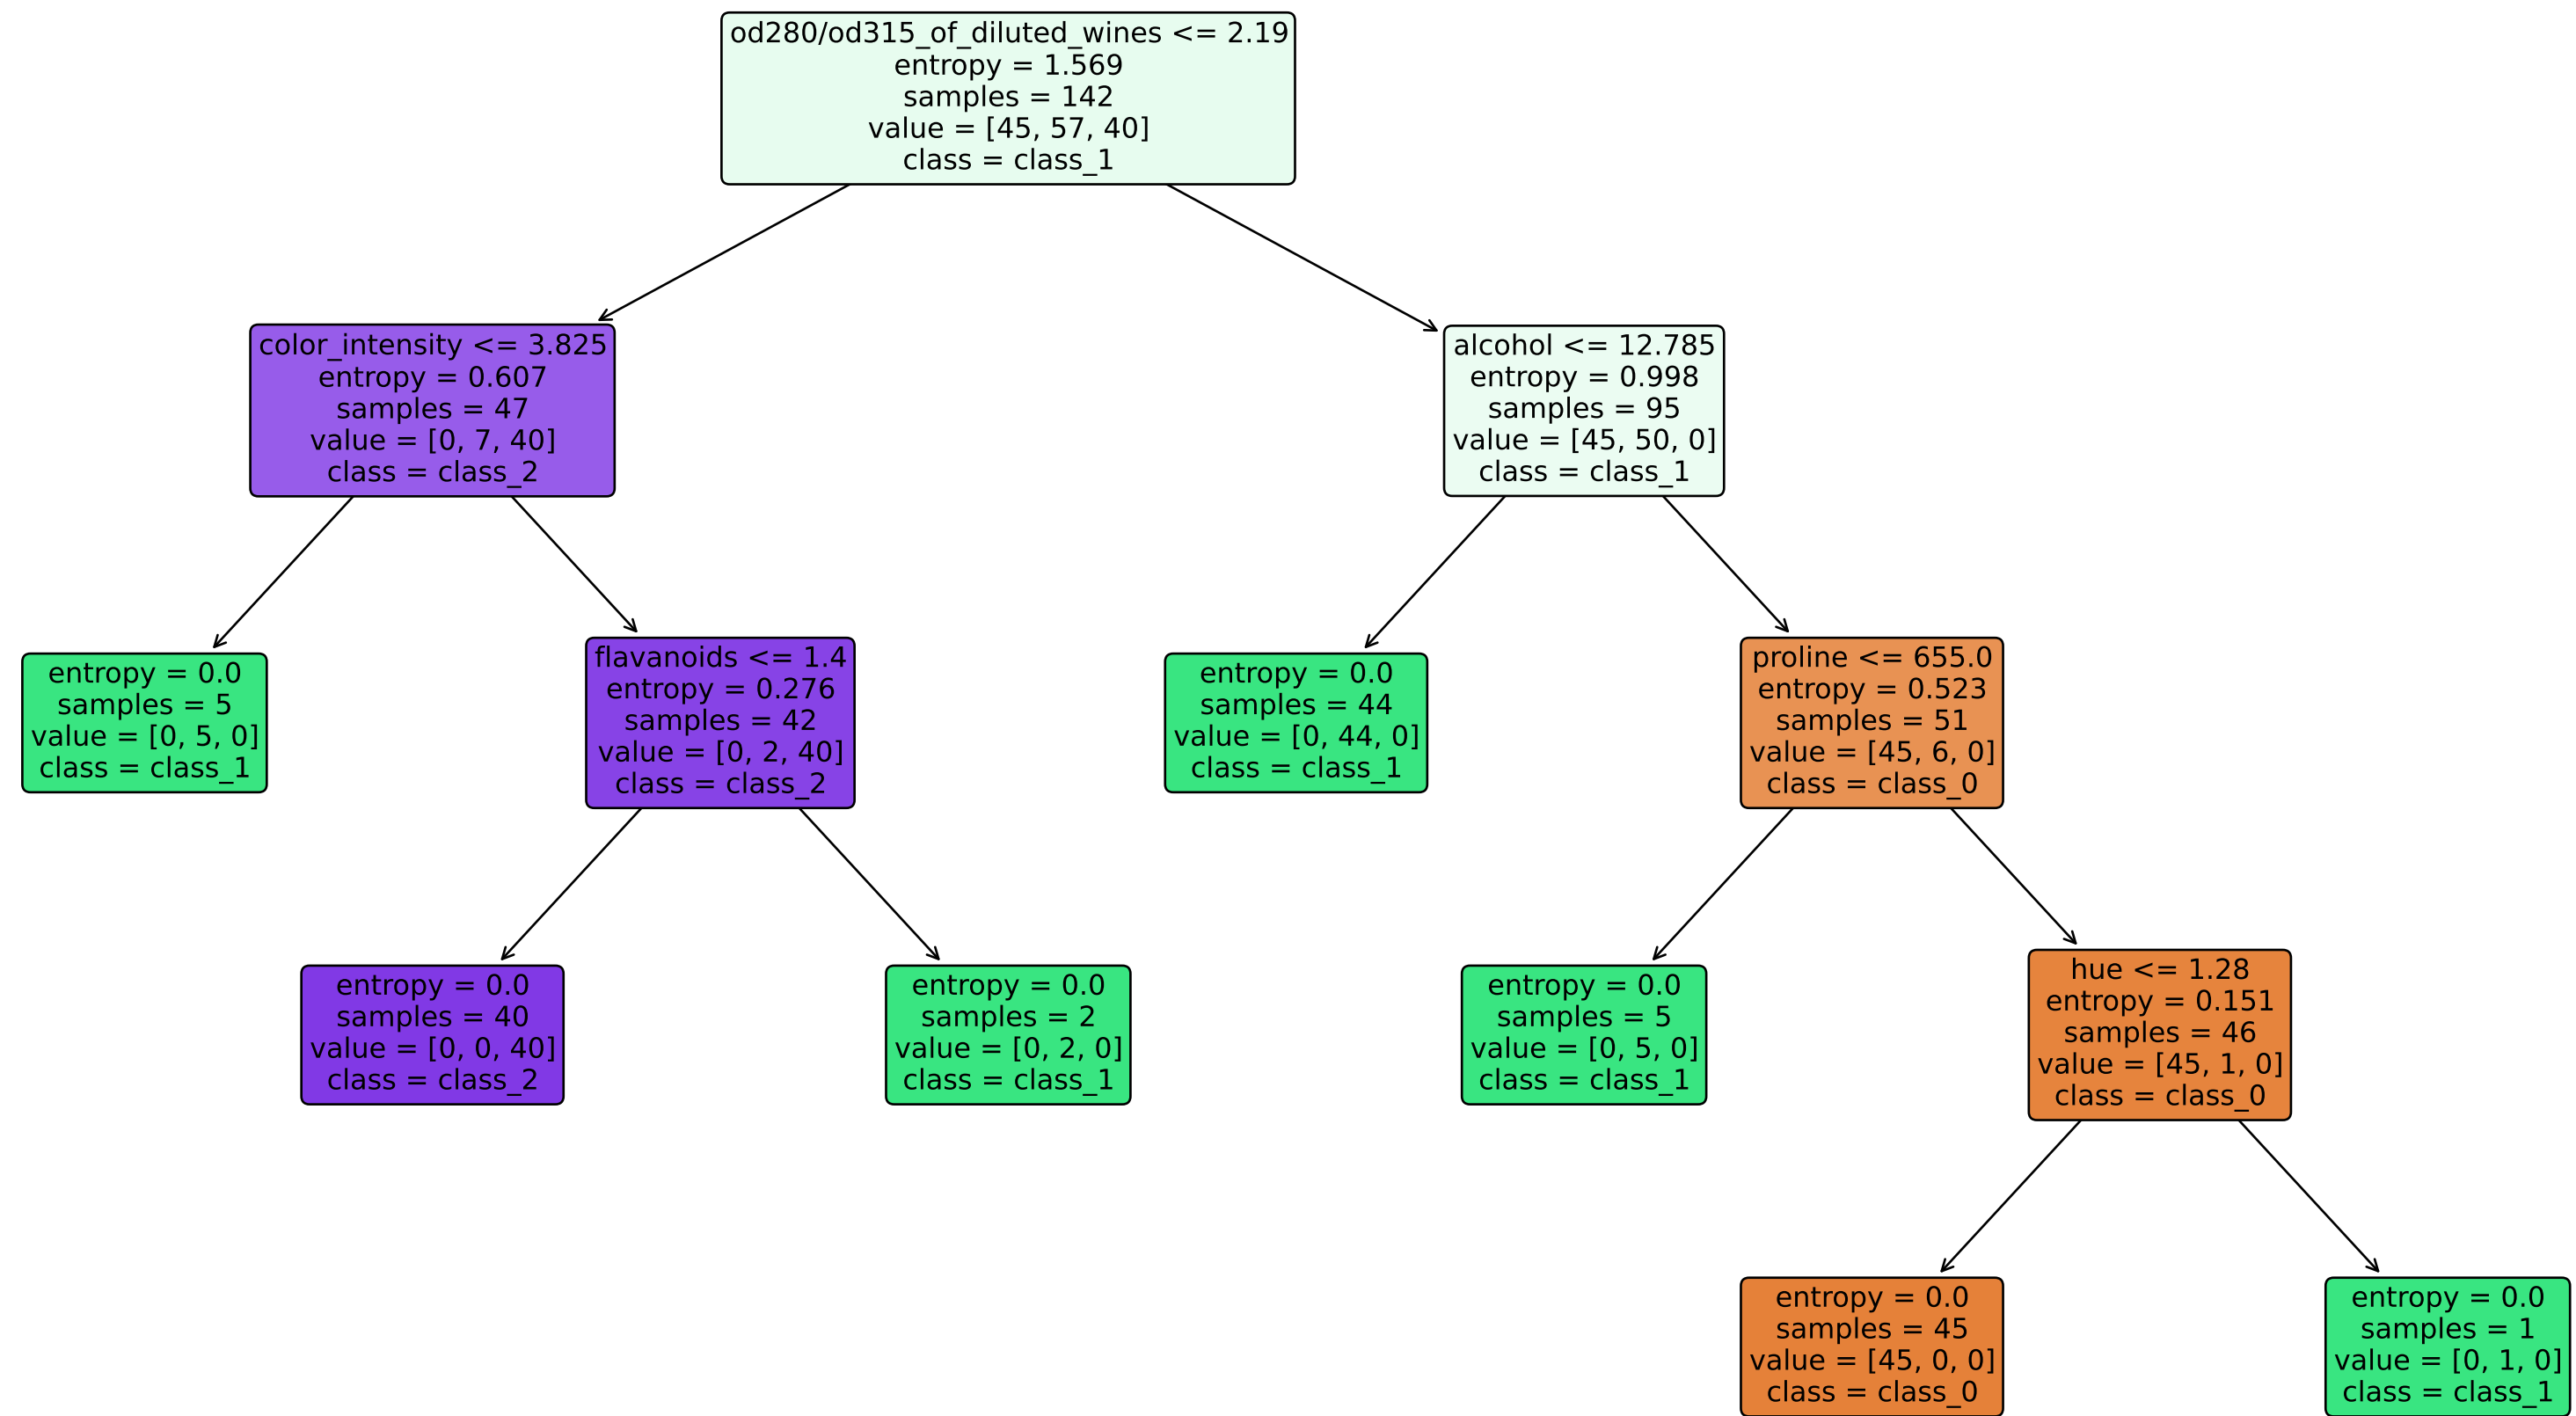 od280/od315_of_diluted_wines <= 2.19
entropy = 1.569
samples = 142
value = [45, 57, 40]
class = class_1
color_intensity <= 3.825
entropy = 0.607
samples = 47
value = [0, 7, 40]
class = class_2
alcohol <= 12.785
entropy = 0.998
samples = 95
value = [45, 50, 0]
class = class_1
entropy = 0.0
samples = 5
value = [0, 5, 0]
class = class_1
flavanoids <= 1.4
entropy = 0.276
samples = 42
value = [0, 2, 40]
class = class_2
entropy = 0.0
samples = 44
value = [0, 44, 0]
class = class_1
proline <= 655.0
entropy = 0.523
samples = 51
value = [45, 6, 0]
class = class_0
entropy = 0.0
samples = 40
value = [0, 0, 40]
class = class_2
entropy = 0.0
samples = 2
value = [0, 2, 0]
class = class_1
entropy = 0.0
samples = 5
value = [0, 5, 0]
class = class_1
hue <= 1.28
entropy = 0.151
samples = 46
value = [45, 1, 0]
class = class_0
entropy = 0.0
samples = 45
value = [45, 0, 0]
class = class_0
entropy = 0.0
samples = 1
value = [0, 1, 0]
class = class_1